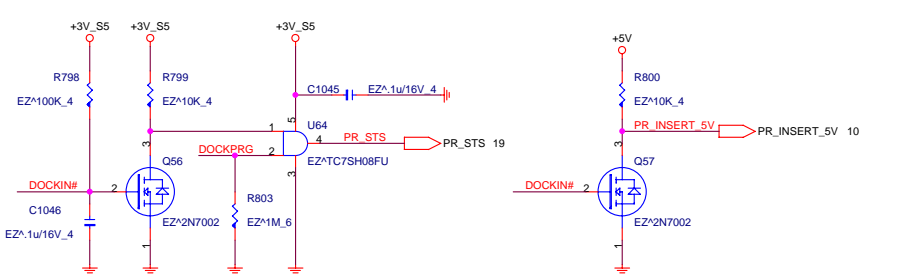 +3V_S5 +3V_S5 +3V_S5
+5V
R798 R799 R800
C1045 EZ^.1u/16V_4
EZ^100K_4 EZ^10K_4 EZ^10K_4
5 U64
1 PR_STS PR_INSERT_5V PR_INSERT_5V 10
4 PR_STS 19
3 DOCKPRG 2 3
Q56 EZ^TC7SH08FU Q57
3
DOCKIN# 2 DOCKIN# 2
R803
C1046
EZ^2N7002 EZ^1M_6 EZ^2N7002
EZ^.1u/16V_4
1 1